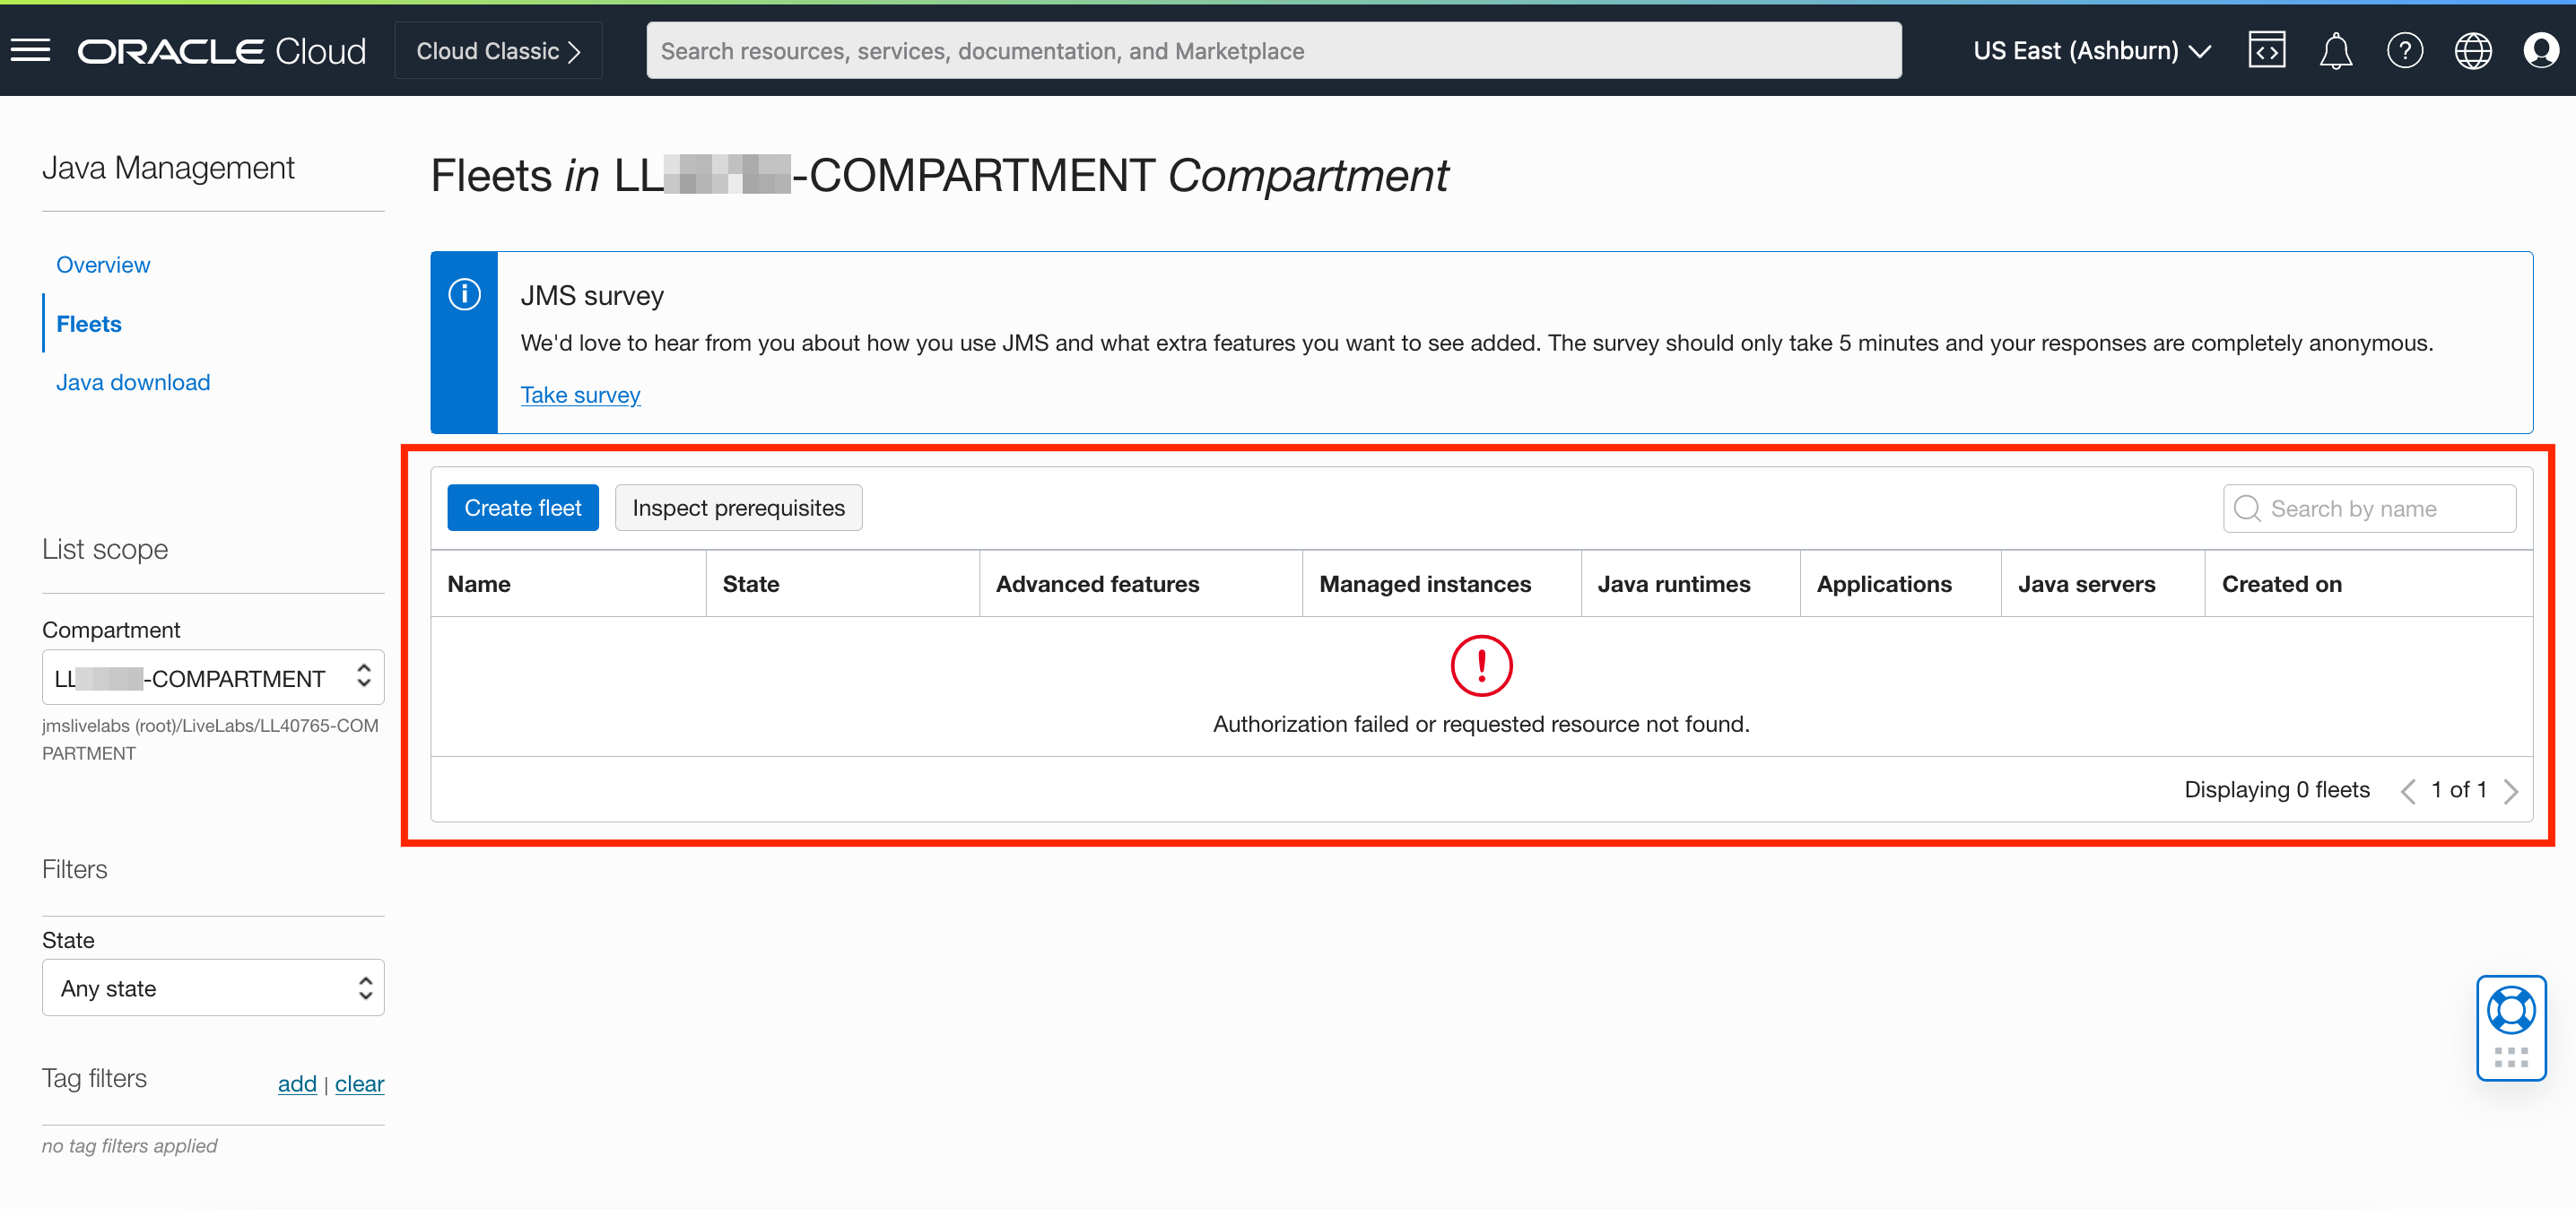 ORACLE Cloud
Cloud Classic
Search resources, services, documentation, and Marketplace
US East (Ashburn)
Java Management
Overview
Fleets
Java download
List scope
Compartment
LL -COMPARTMENT
jmslivelabs (root)/LiveLabs/LL40765-COM
PARTMENT
Filters
State
Any state
Tag filters
add | clear
no tag filters applied
Fleets in LL -COMPARTMENT Compartment
JMS survey
We'd love to hear from you about how you use JMS and what extra features you want to see added. The survey should only take 5 minutes and your responses are completely anonymous.
Take survey
Create fleet
Inspect prerequisites
Search by name
Name State Advanced features Managed instances Java runtimes Applications Java servers Created on
Authorization failed or requested resource not found.
Displaying 0 fleets 1 of 1